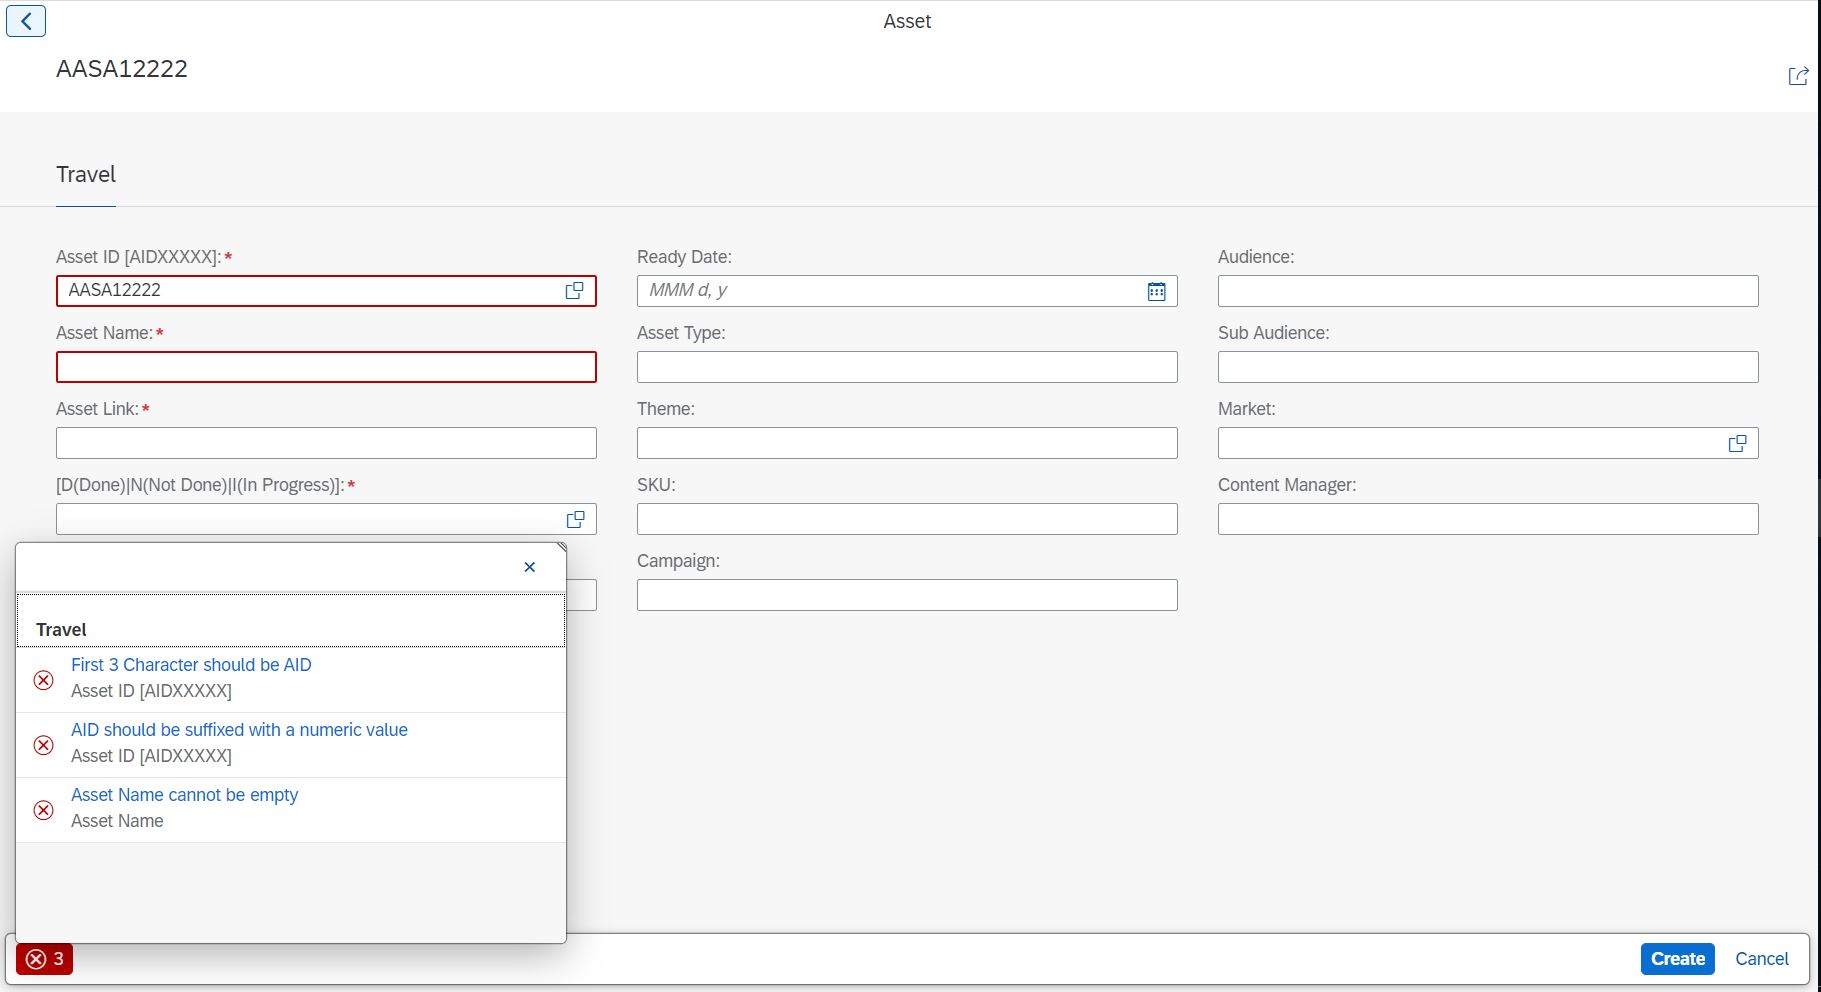 Asset
AASA12222
Travel
Asset ID [AIDXXXXX]:*
AASA12222
Asset Name:*
Asset Link:*
[D(Done)|N(Not Done)|I(In Progress)]:*
Ready Date:
MMM d, y
Asset Type:
Theme:
SKU:
Campaign:
Audience:
Sub Audience:
Market:
Content Manager:
Travel
First 3 Character should be AID
Asset ID [AIDXXXXX]
AID should be suffixed with a numeric value
Asset ID [AIDXXXXX]
Asset Name cannot be empty
Asset Name
3
Create
Cancel